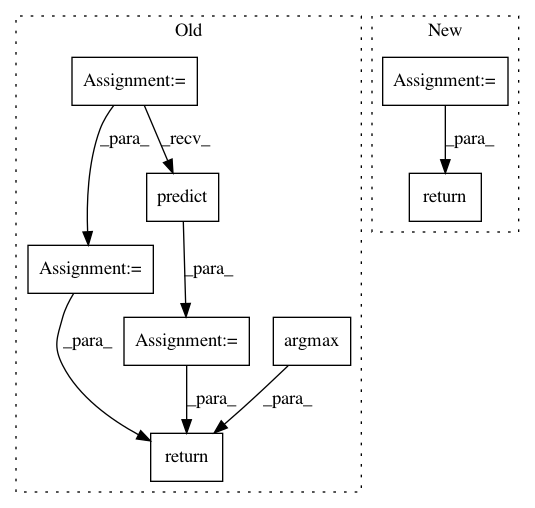 Old
New
Assignment:=
Assignment:=
_para_
_recv_
_para_
predict
return
Assignment:=
_para_
Assignment:=
argmax
_para_
_para_
_para_
return